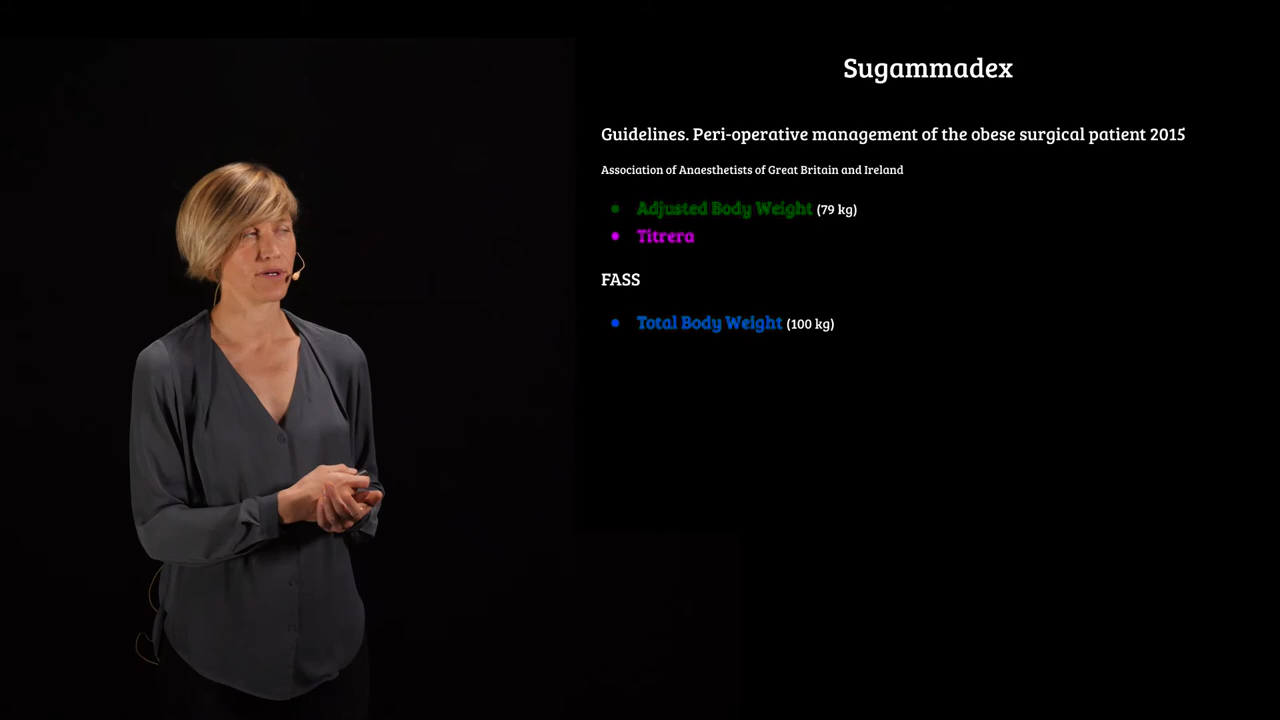 Sugammadex
Guidelines. Peri-operative management of the obese surgical patient 2015
Association of Anaesthetists of Great Britain and Ireland
Adjusted Body Weight (79 kg)
Titrera
FASS
Total Body Weight (100 kg)